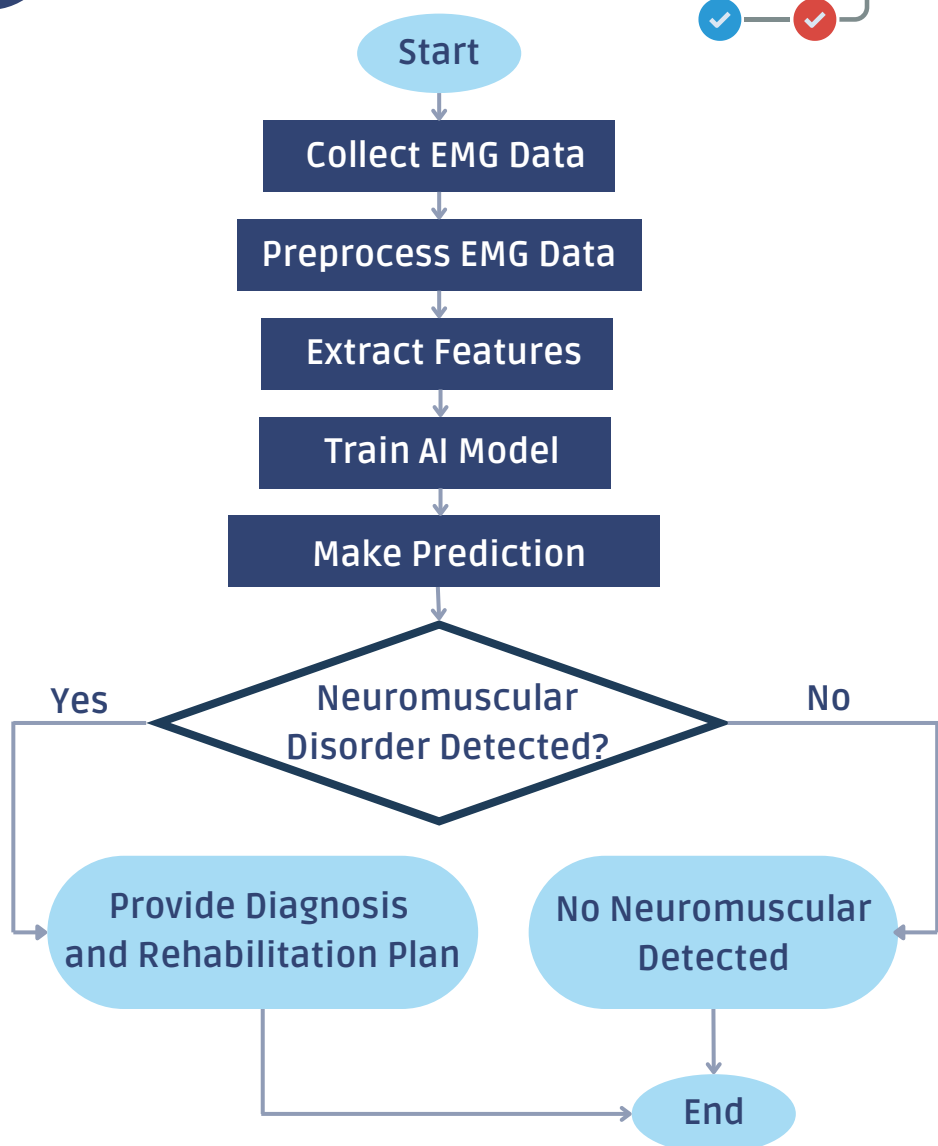 Start
Collect EMG Data
Preprocess EMG Data
Extract Features
Train AI Model
Make Prediction
Neuromuscular
Disorder Detected?
Yes
No
Provide Diagnosis
and Rehabilitation Plan
No Neuromuscular
Detected
End